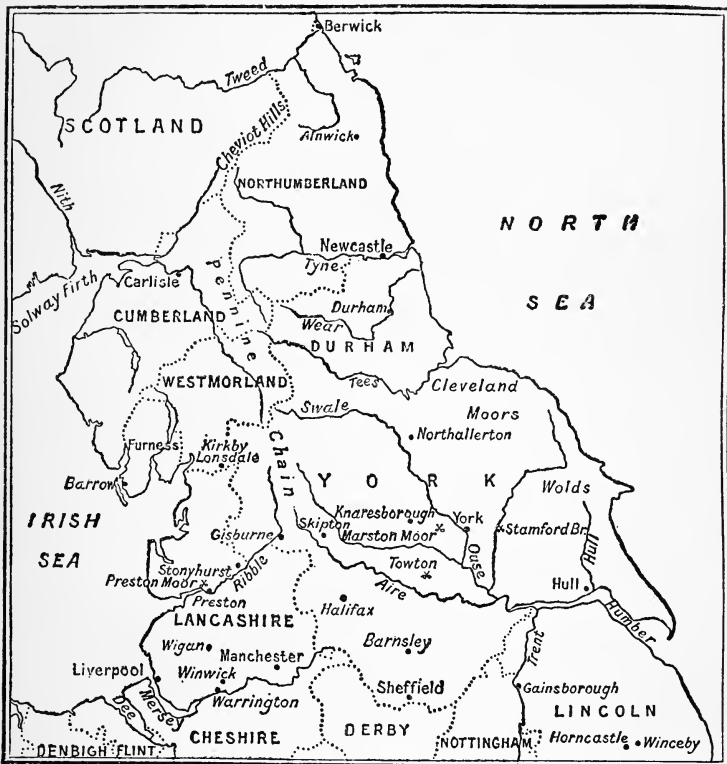 Berwick
Tweed
SCOTLAND
Cheviot Hills
Alnwick
NORTHUMBERLAND
Nith
NORTH
SEA
Newcastle
Tyne
Solway Firth
Carlisle
Pennine
Chain
CUMBERLAND
Durham
Wear
DURHAM
WESTMORLAND
Tees
Cleveland
Moors
Swale
Northallerton
Furness
Kirkby
Lonsdale
YORK
Wolds
Barrow
IRISH
SEA
Knaresborough
Marston Moor
York
Stamford Br.
Hull
Gisburne
Skipton
Ouse
Towton
Stonyhurst
Ribble
Preston Moor
Preston
Aire
Hull
Humber
LANCASHIRE
Halifax
Wigan
Manchester
Barnsley
Trent
Liverpool
Winwick
Warrington
Sheffield
Gainsborough
Mersey
Dee
LINCOLN
CHESHIRE
DERBY
NOTTINGHAM
Horncastle
Winceby
DENBIGH
FLINT